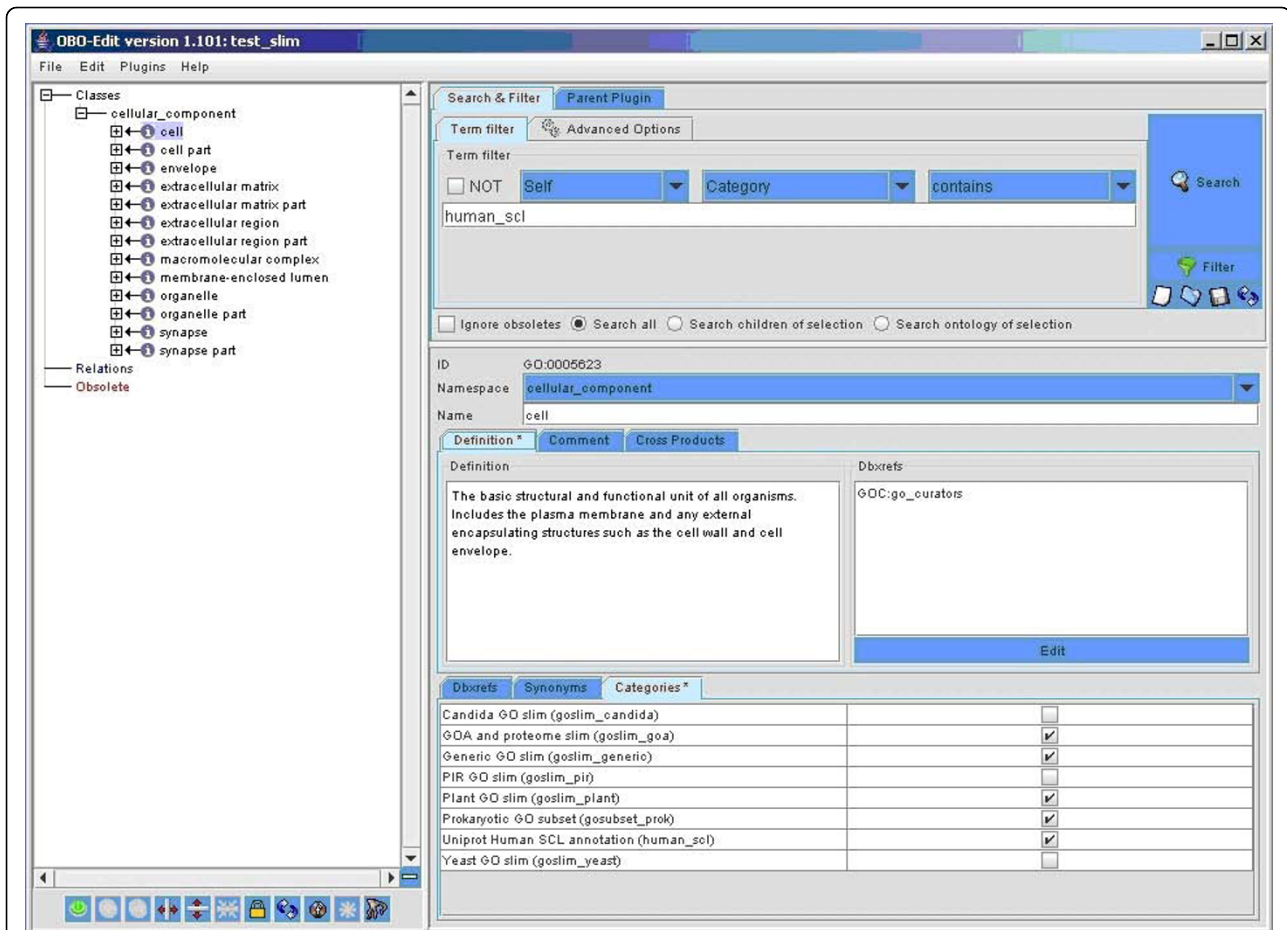 OBO-Edit version 1.101: test_slim
File Edit Plugins Help
Classes
cellular_component
cell
cell part
envelope
extracellular matrix
extracellular matrix part
extracellular region
extracellular region part
macromolecular complex
membrane-enclosed lumen
organelle
organelle part
synapse
synapse part
Relations
Obsolete
Search & Filter Parent Plugin
Term filter Advanced Options
Term filter
NOT Self Category contains
human_scl
Search
Filter
Ignore obsoletes Search all Search children of selection Search ontology of selection
ID GO:0005623
Namespace cellular_component
Name cell
Definition * Comment Cross Products
Definition
The basic structural and functional unit of all organisms.
Includes the plasma membrane and any external
encapsulating structures such as the cell wall and cell
envelope.
Dbxrefs
GOC:go_curators
Edit
Dbxrefs Synonyms Categories *
Candida GO slim (goslim_candida)
GOA and proteome slim (goslim_goa)
Generic GO slim (goslim_generic)
PIR GO slim (goslim_pir)
Plant GO slim (goslim_plant)
Prokaryotic GO subset (gosubset_prok)
Uniprot Human SCL annotation (human_scl)
Yeast GO slim (goslim_yeast)